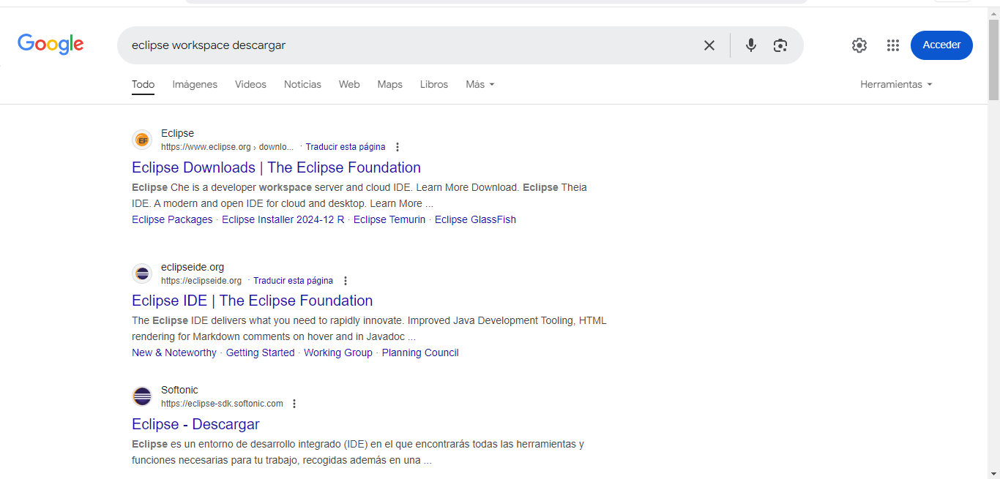 Google
eclipse workspace descargar
Acceder
Todo Imágenes Videos Noticias Web Maps Libros Más
Herramientas
Eclipse
https://www.eclipse.org › downlo... · Traducir esta página
Eclipse Downloads | The Eclipse Foundation
Eclipse Che is a developer workspace server and cloud IDE. Learn More Download. Eclipse Theia
IDE. A modern and open IDE for cloud and desktop. Learn More ...
Eclipse Packages · Eclipse Installer 2024-12 R · Eclipse Temurin · Eclipse GlassFish
eclipseide.org
https://eclipseide.org · Traducir esta página
Eclipse IDE | The Eclipse Foundation
The Eclipse IDE delivers what you need to rapidly innovate. Improved Java Development Tooling, HTML
rendering for Markdown comments on hover and in Javadoc ...
New & Noteworthy · Getting Started · Working Group · Planning Council
Softonic
https://eclipse-sdk.softonic.com
Eclipse - Descargar
Eclipse es un entorno de desarrollo integrado (IDE) en el que encontrarás todas las herramientas y
funciones necesarias para tu trabajo, recogidas además en una ...